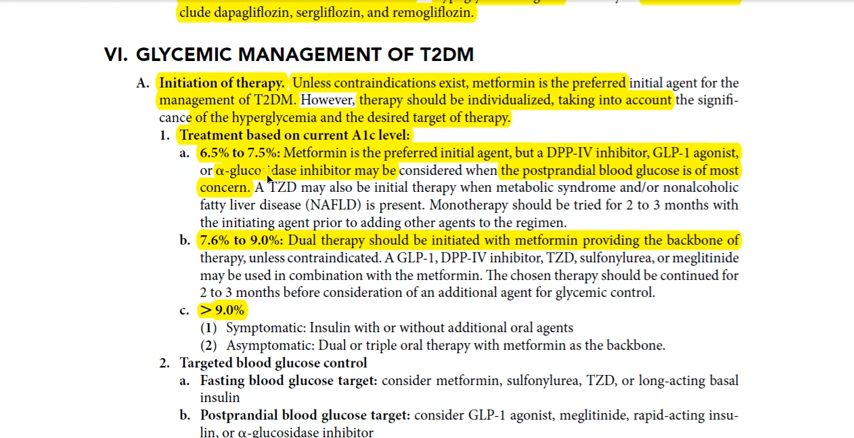 clude dapagliflozin, sergliflozin, and remogliflozin.
VI. GLYCEMIC MANAGEMENT OF T2DM
A. Initiation of therapy. Unless contraindications exist, metformin is the preferred initial agent for the
management of T2DM. However, therapy should be individualized, taking into account the signifi-
cance of the hyperglycemia and the desired target of therapy.
1. Treatment based on current A1c level:
a. 6.5% to 7.5%: Metformin is the preferred initial agent, but a DPP-IV inhibitor, GLP-1 agonist,
or α-glucosidase inhibitor may be considered when the postprandial blood glucose is of most
concern. A TZD may also be initial therapy when metabolic syndrome and/or nonalcoholic
fatty liver disease (NAFLD) is present. Monotherapy should be tried for 2 to 3 months with
the initiating agent prior to adding other agents to the regimen.
b. 7.6% to 9.0%: Dual therapy should be initiated with metformin providing the backbone of
therapy, unless contraindicated. A GLP-1, DPP-IV inhibitor, TZD, sulfonylurea, or meglitinide
may be used in combination with the metformin. The chosen therapy should be continued for
2 to 3 months before consideration of an additional agent for glycemic control.
c. > 9.0%
(1) Symptomatic: Insulin with or without additional oral agents
(2) Asymptomatic: Dual or triple oral therapy with metformin as the backbone.
2. Targeted blood glucose control
a. Fasting blood glucose target: consider metformin, sulfonylurea, TZD, or long-acting basal
insulin
b. Postprandial blood glucose target: consider GLP-1 agonist, meglitinide, rapid-acting insu-
lin, or α-glucosidase inhibitor